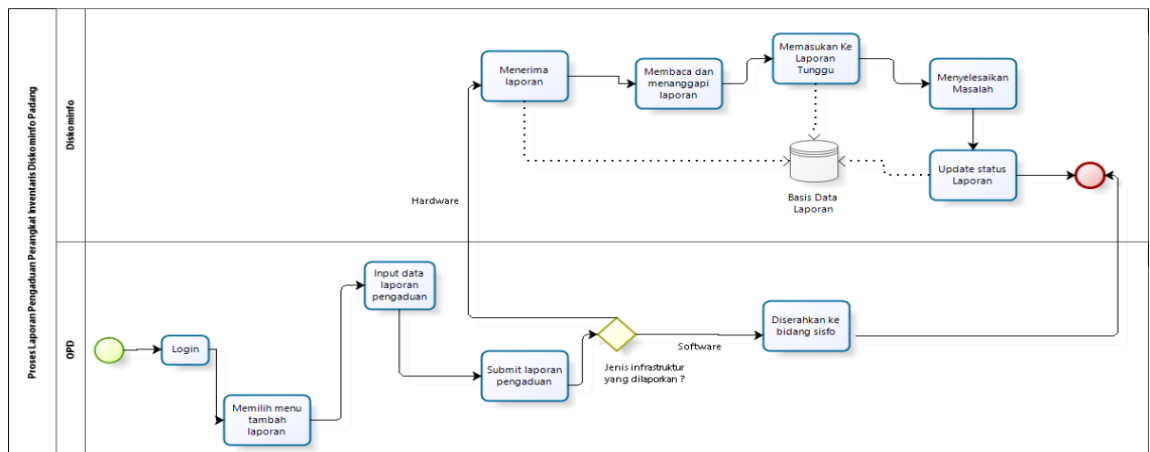 Proses Laporan Pengaduan Perangkat Inventaris Diskominfo Padang
Diskominfo
Menerima
laporan
Membaca dan
menanggapi
laporan
Memasukan Ke
Laporan
Tunggu
Menyelesaikan
Masalah
Update status
Laporan
Basis Data
Laporan
Hardware
OPD
Login
Memilih menu
tambah
laporan
Input data
laporan
pengaduan
Submit laporan
pengaduan
Jenis infrastruktur
yang dilaporkan ?
Software
Diserahkan ke
bidang sisfo